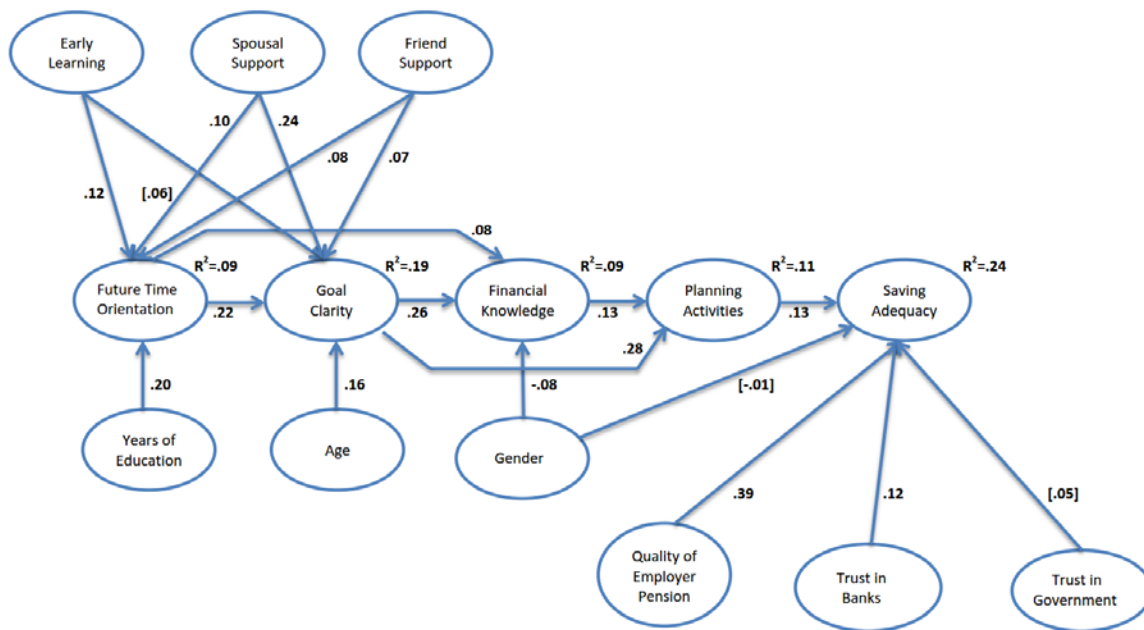 Early
Learning
Spousal
Support
Friend
Support
.10
.24
.08
.07
.12
[.06]
.08
R²=.09
R²=.19
R²=.09
R²=.11
R²=.24
Future Time
Orientation
Goal
Clarity
Financial
Knowledge
Planning
Activities
Saving
Adequacy
.22
.26
.13
.13
.28
.20
.16
-.08
[-.01]
Years of
Education
Age
Gender
.39
.12
[.05]
Quality of
Employer
Pension
Trust in
Banks
Trust in
Government